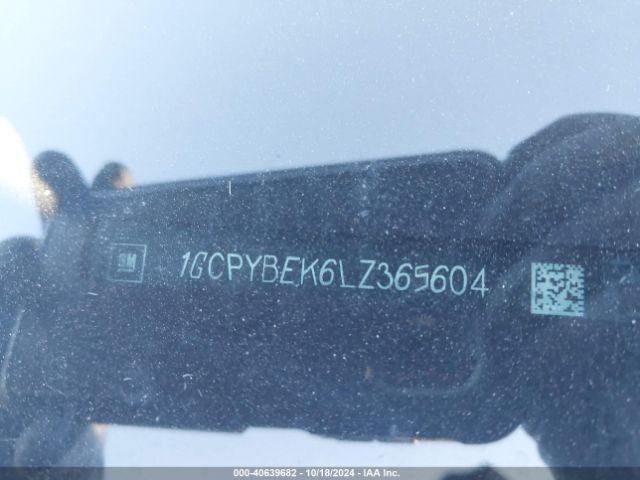 GM 1GCPYBEK6LZ365604
000-40639682 - 10/18/2024 - IAA Inc.